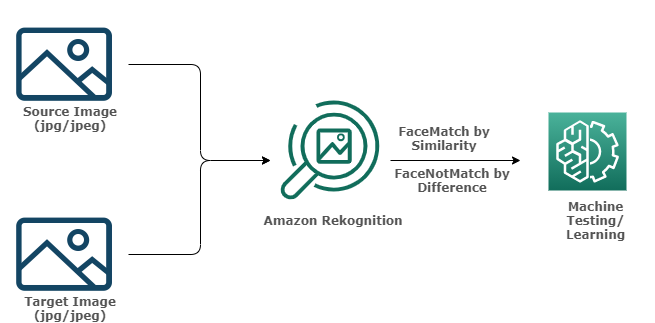 Source Image
(jpg/jpeg)
FaceMatch by
Similarity
FaceNotMatch by
Difference
Amazon Rekognition
Machine
Testing/
Learning
Target Image
(jpg/jpeg)